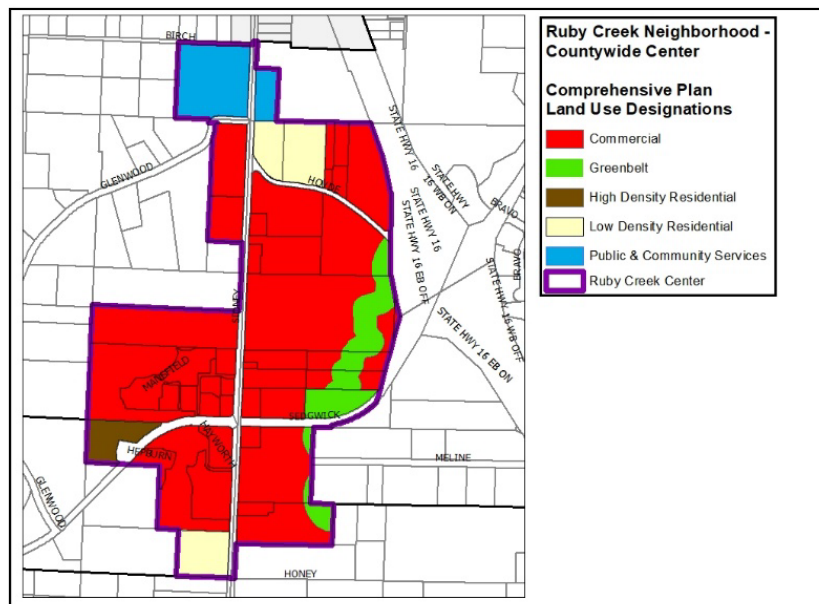 Ruby Creek Neighborhood -
Countywide Center
Comprehensive Plan
Land Use Designations
Commercial
Greenbelt
High Density Residential
Low Density Residential
Public & Community Services
Ruby Creek Center
BIRCH
GLENWOOD
HOVDE
STATE HWY 16
STATE HWY
16 WB ON
STATE HWY 16
STATE HWY 16 EB OFF
BRAVO
BRAVO
STATE HWY 16 WB OFF
STATE HWY 16 EB ON
SIDNEY
MANSFIELD
SEDGWICK
HAYWORTH
HEPBURN
MELINE
GLENWOOD
HONEY